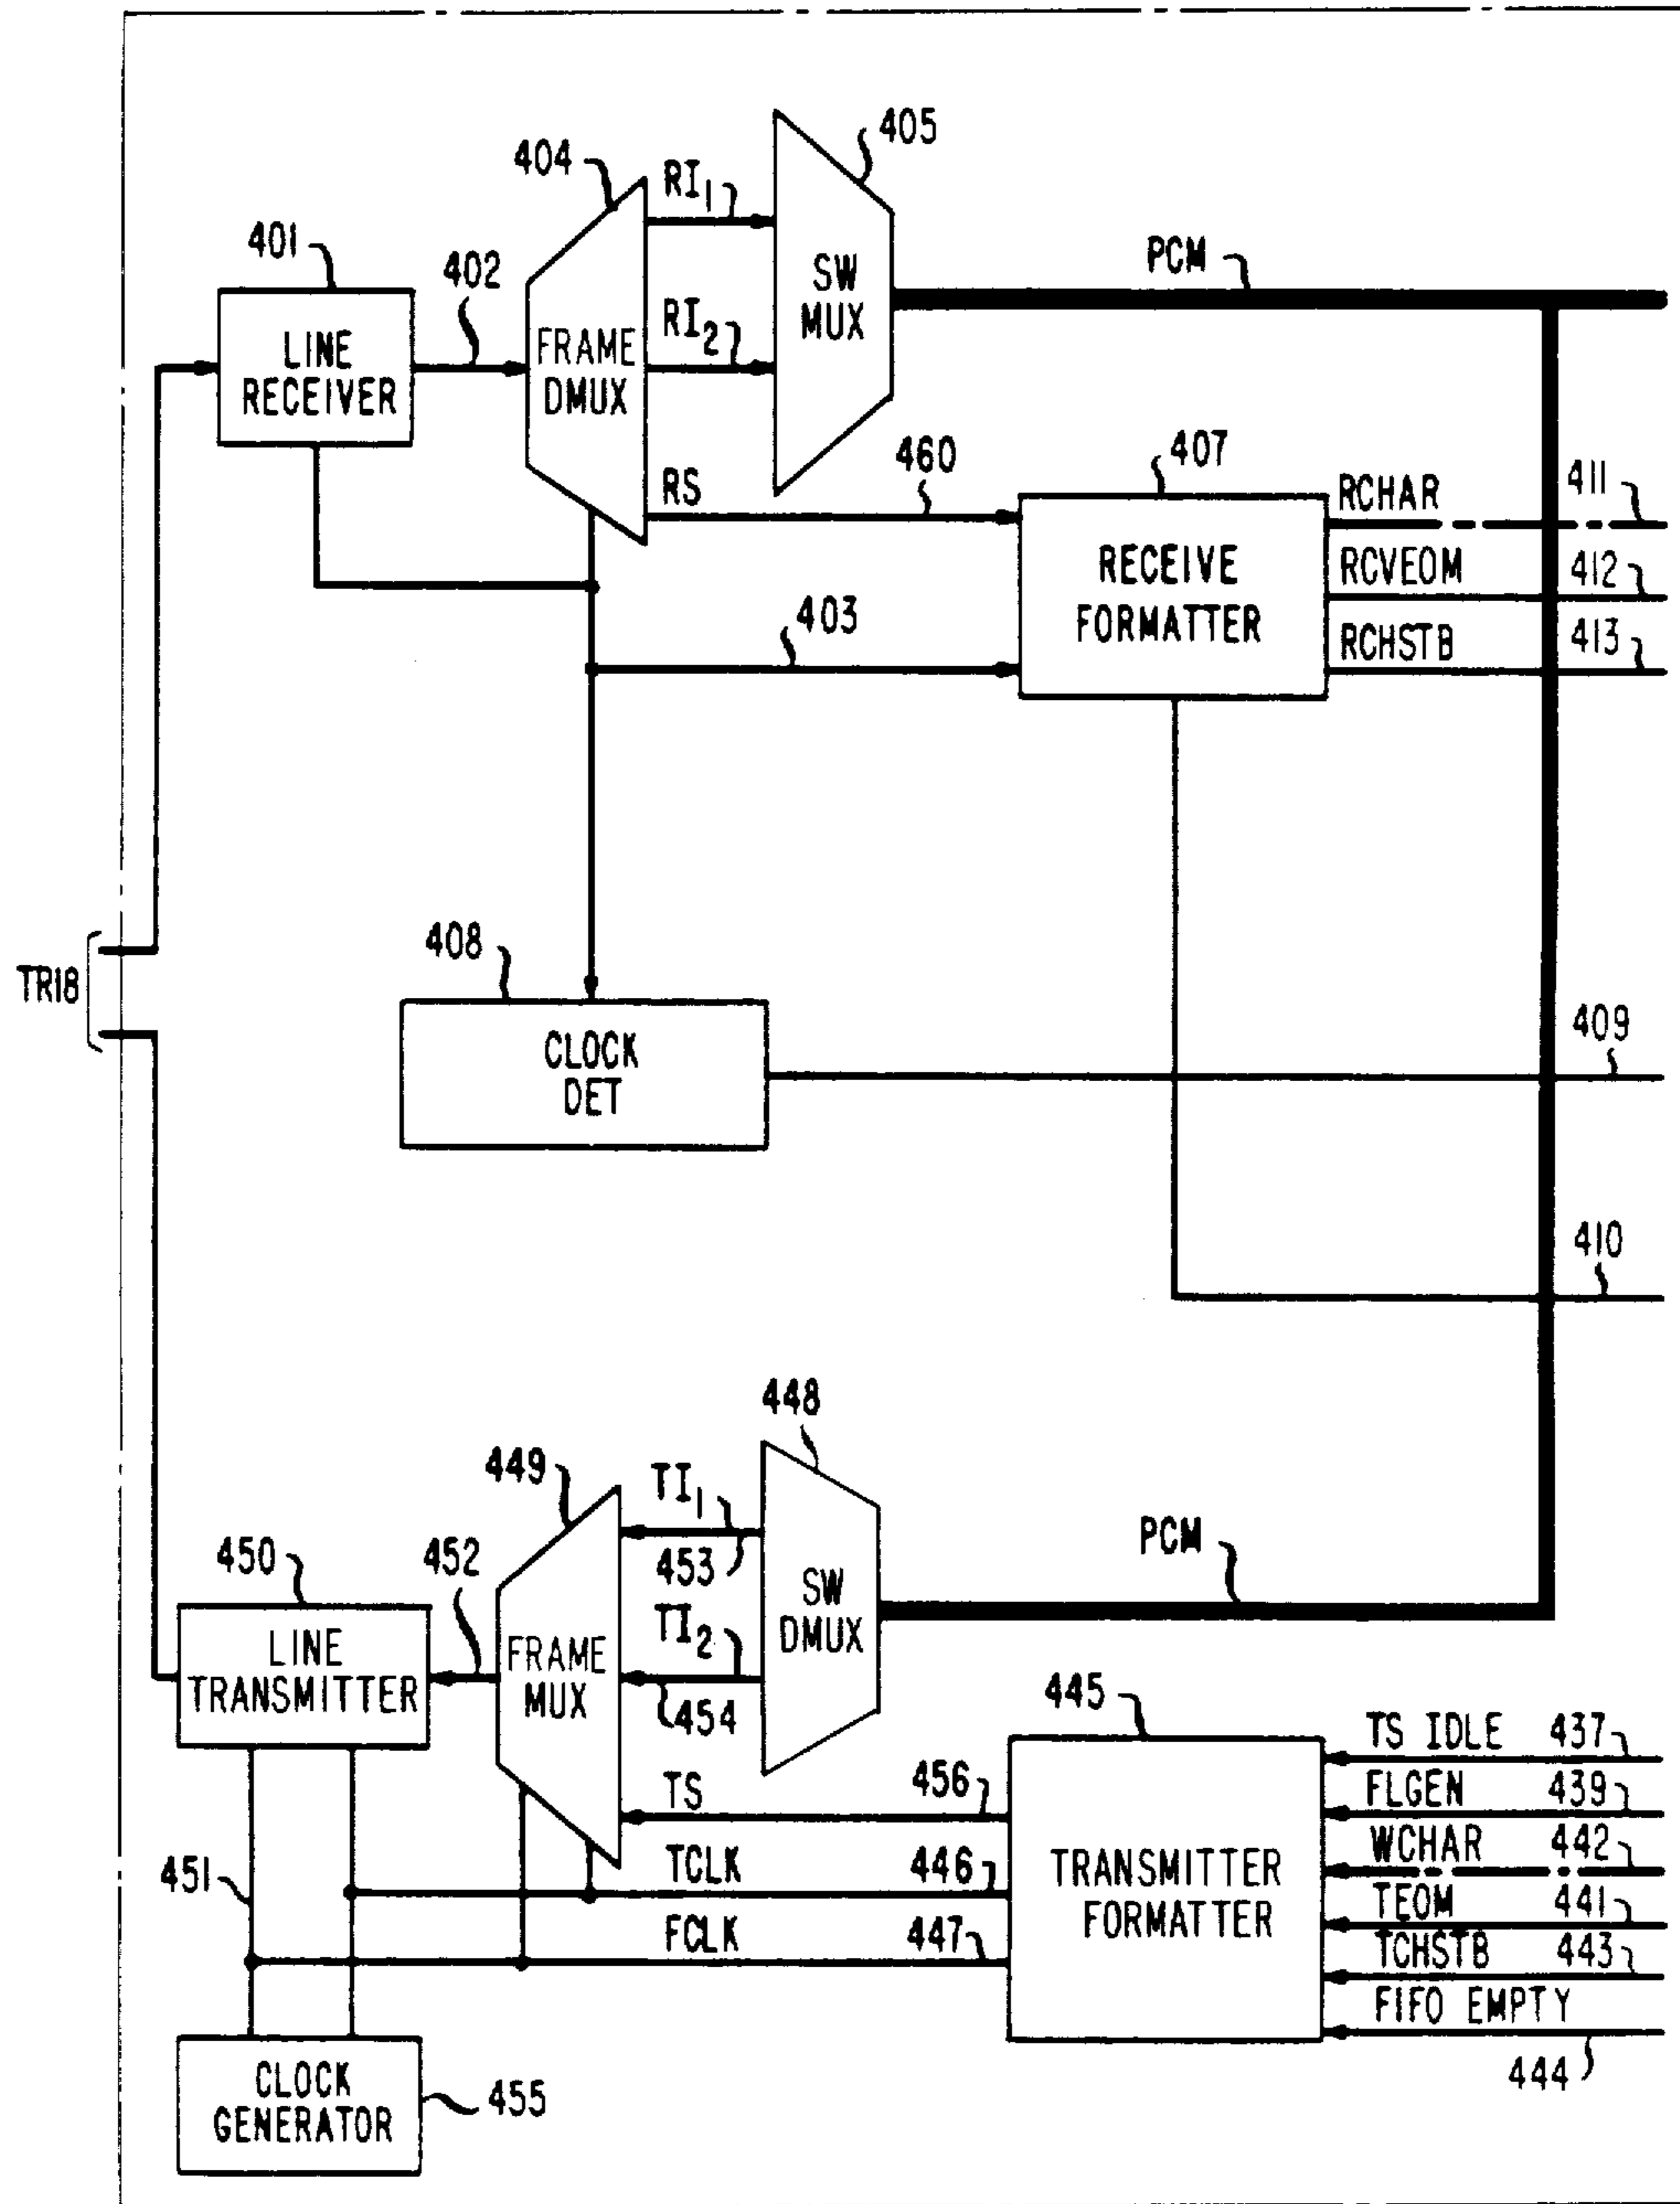 405
404
RI1
401
402
PCM
SW
MUX
RI2
LINE
RECEIVER
FRAME
DMUX
460
407
RS
RCHAR
411
RECEIVE
FORMATTER
RCVEOM
412
403
RCHSTB
413
408
TR18
CLOCK
DET
409
410
448
449
TI1
450
452
453
PCM
SW
DMUX
LINE
TRANSMITTER
FRAME
MUX
TI2
454
445
TS IDLE
437
TS
456
FLGEN
439
451
TCLK
446
TRANSMITTER
FORMATTER
WCHAR
442
TEOM
441
FCLK
447
TCHSTB
443
FIFO EMPTY
444
CLOCK
GENERATOR
455